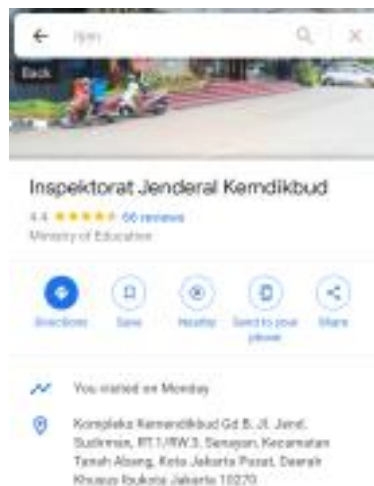 Back
Inspektorat Jenderal Kemdikbud
4.4 66 reviews
Ministry of Education
Directions Save Nearby Send to your phone Share
You visited on Monday
Kompleks Kemendikbud Gd B, Jl. Jend.
Sudirman, RT.1/RW.3, Senayan, Kecamatan
Tanah Abang, Kota Jakarta Pusat, Daerah
Khusus Ibukota Jakarta 10270